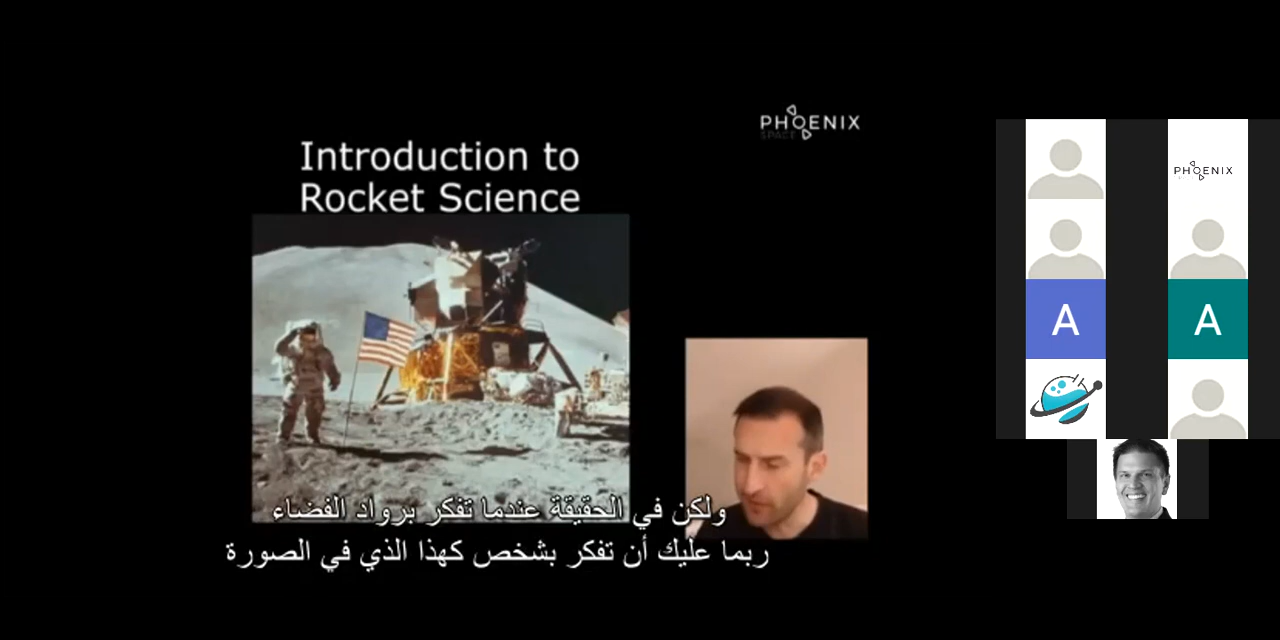 PHOENIX
SPACE
Introduction to
Rocket Science
ولكن في الحقيقة عندما تفكر برواد الفضاء
ربما عليك أن تفكر بشخص كهذا الذي في الصورة
PHOENIX
A
A